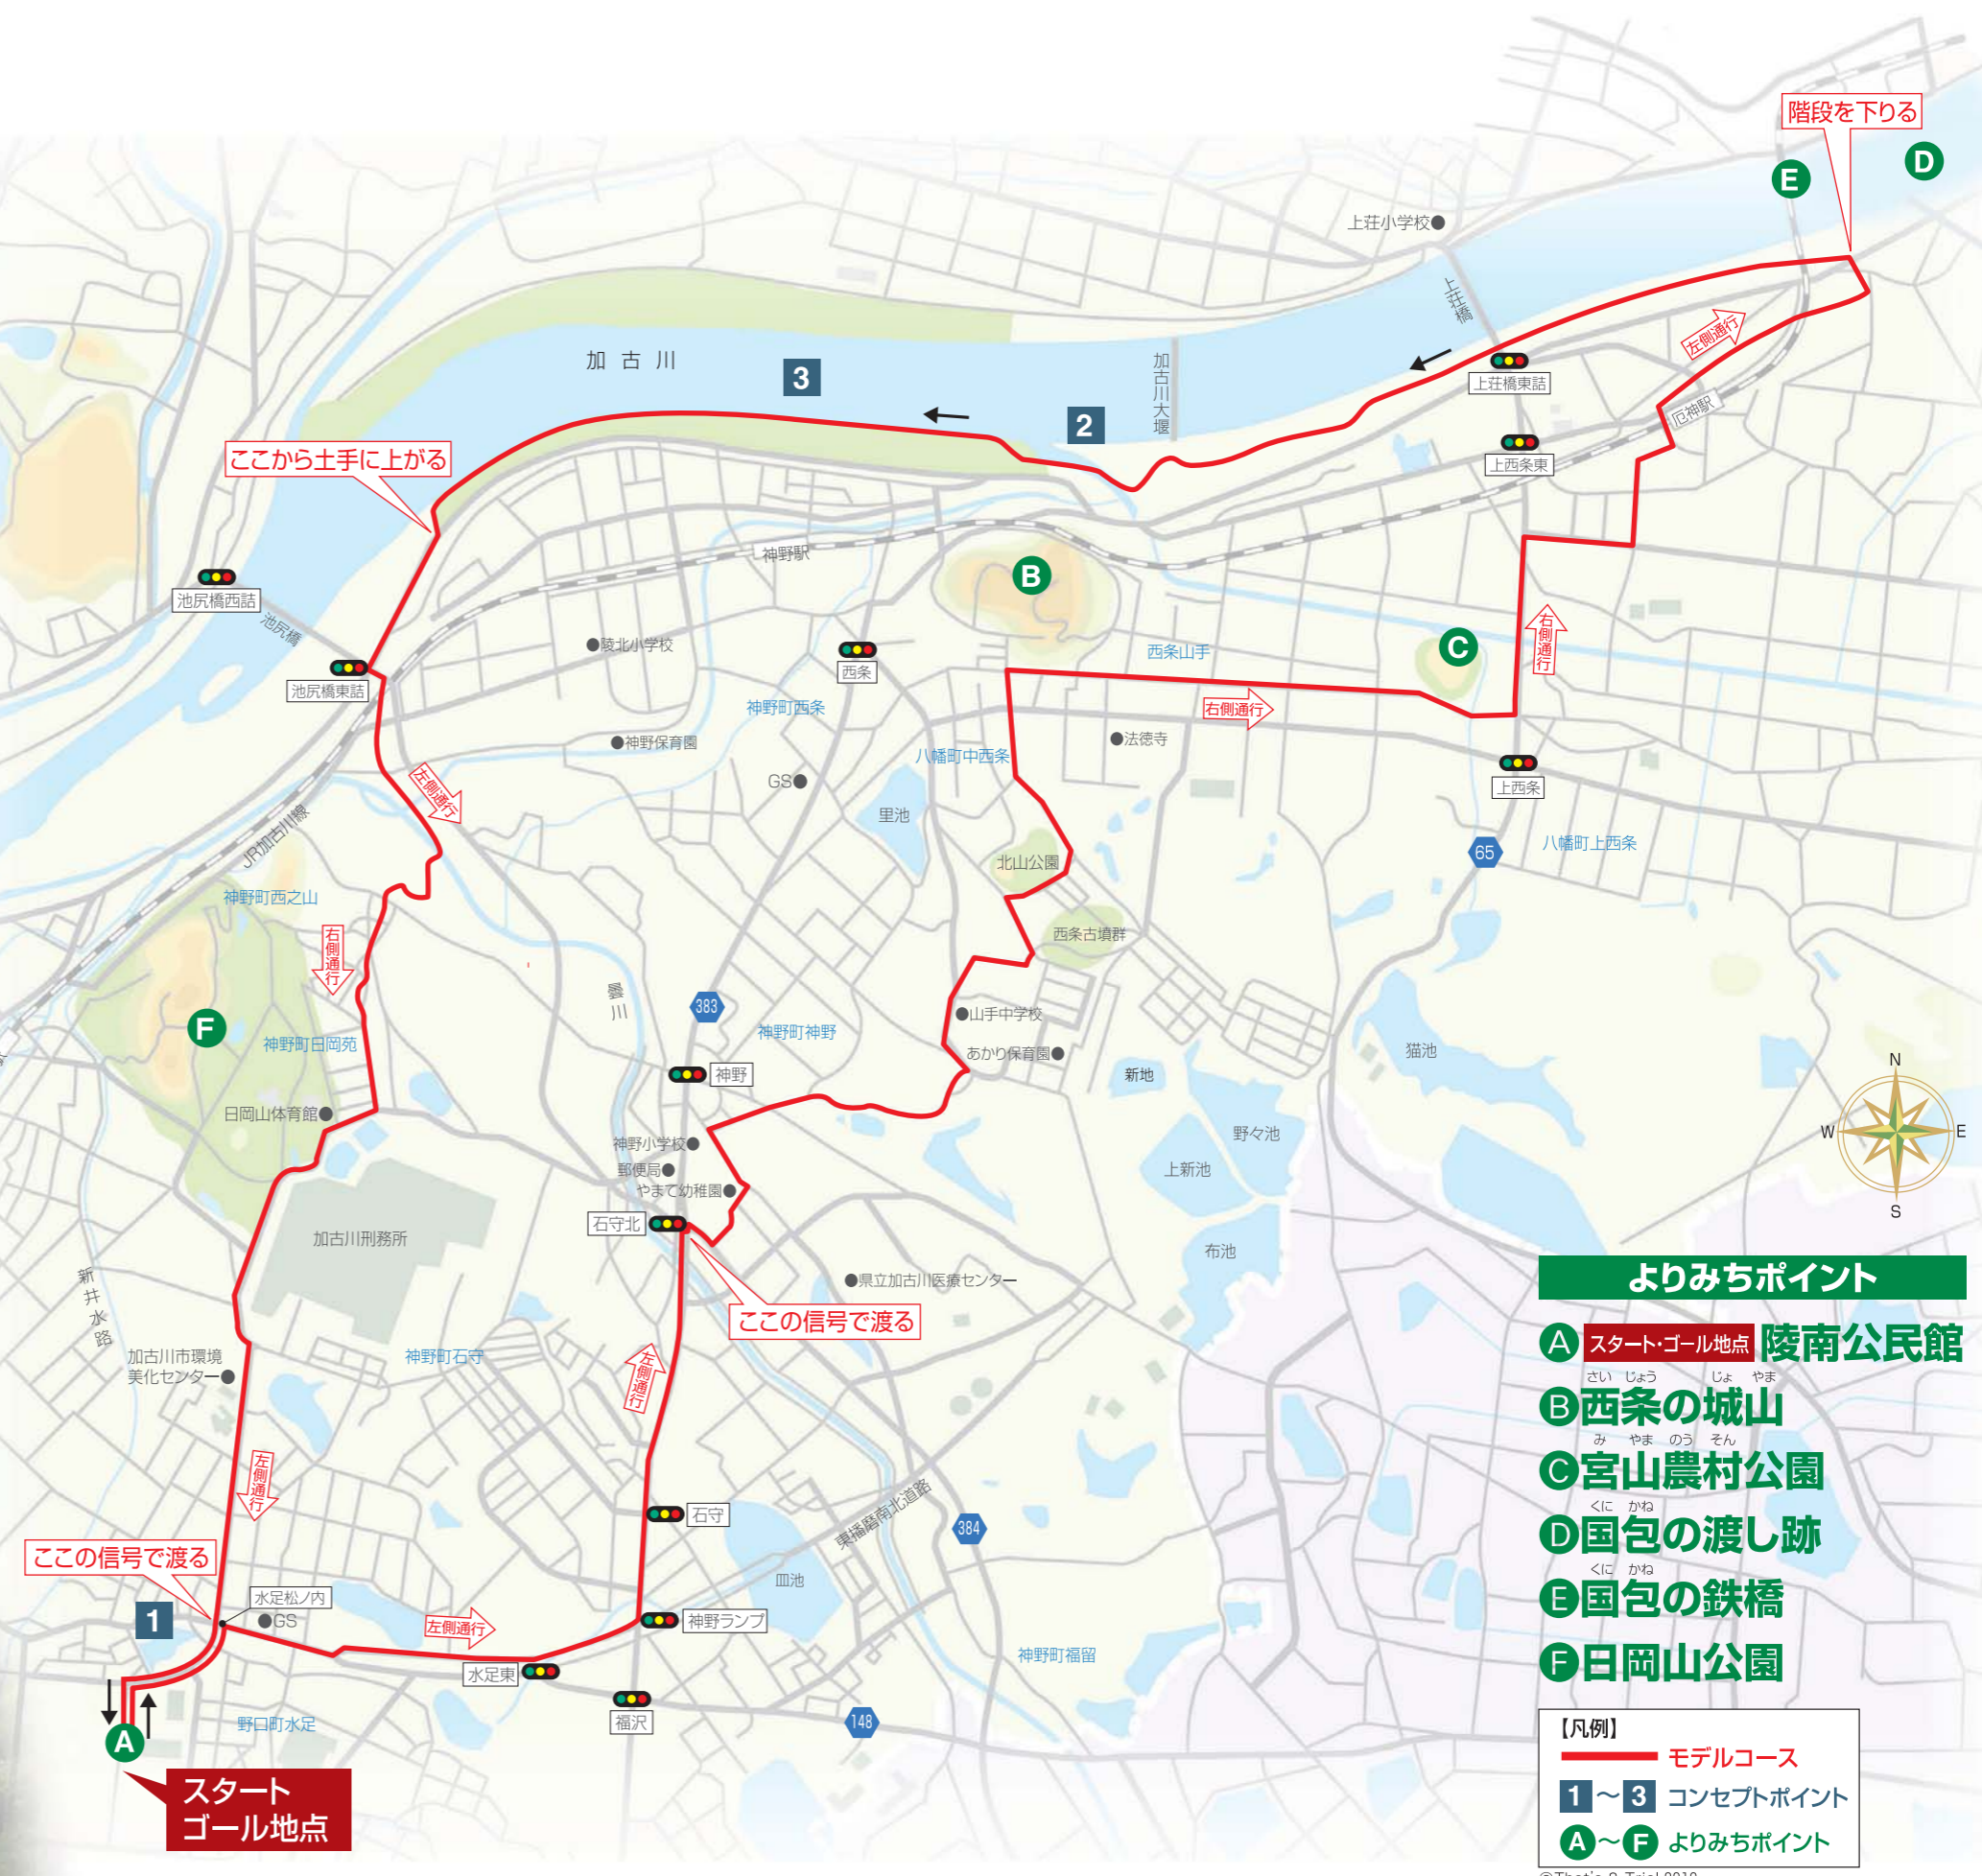 階段を下りる
D
E
上荘小学校
上荘橋
左側通行
加古川
3
加古川大堰
2
上荘橋東詰
厄神駅
上西条東
ここから土手に上がる
神野駅
B
池尻橋西詰
池尻橋
陵北小学校
西条
西条山手
C
右側通行
池尻橋東詰
神野町西条
右側通行
神野保育園
八幡町中西条
法徳寺
GS
上西条
左側通行
里池
JR加古川線
北山公園
65
八幡町上西条
神野町西之山
右側通行
西条古墳群
曇川
383
山手中学校
F
神野町日岡苑
神野町神野
あかり保育園
猫池
神野
新地
N
W
E
S
日岡山体育館
神野小学校
野々池
郵便局
上新池
やまて幼稚園
石守北
加古川刑務所
布池
県立加古川医療センター
新井水路
ここの信号で渡る
加古川市環境
美化センター
神野町石守
左側通行
左側通行
石守
東播磨南北道路
384
ここの信号で渡る
皿池
水足松ノ内
1
GS
左側通行
神野ランプ
水足東
神野町福留
野口町水足
福沢
148
A
スタート
ゴール地点
よりみちポイント
A スタート・ゴール地点 陵南公民館
さい じょう じょ やま
B 西条の城山
み やま のう そん
C 宮山農村公園
くに かね
D 国包の渡し跡
くに かね
E 国包の鉄橋
F 日岡山公園
【凡例】
モデルコース
1〜3 コンセプトポイント
A〜F よりみちポイント